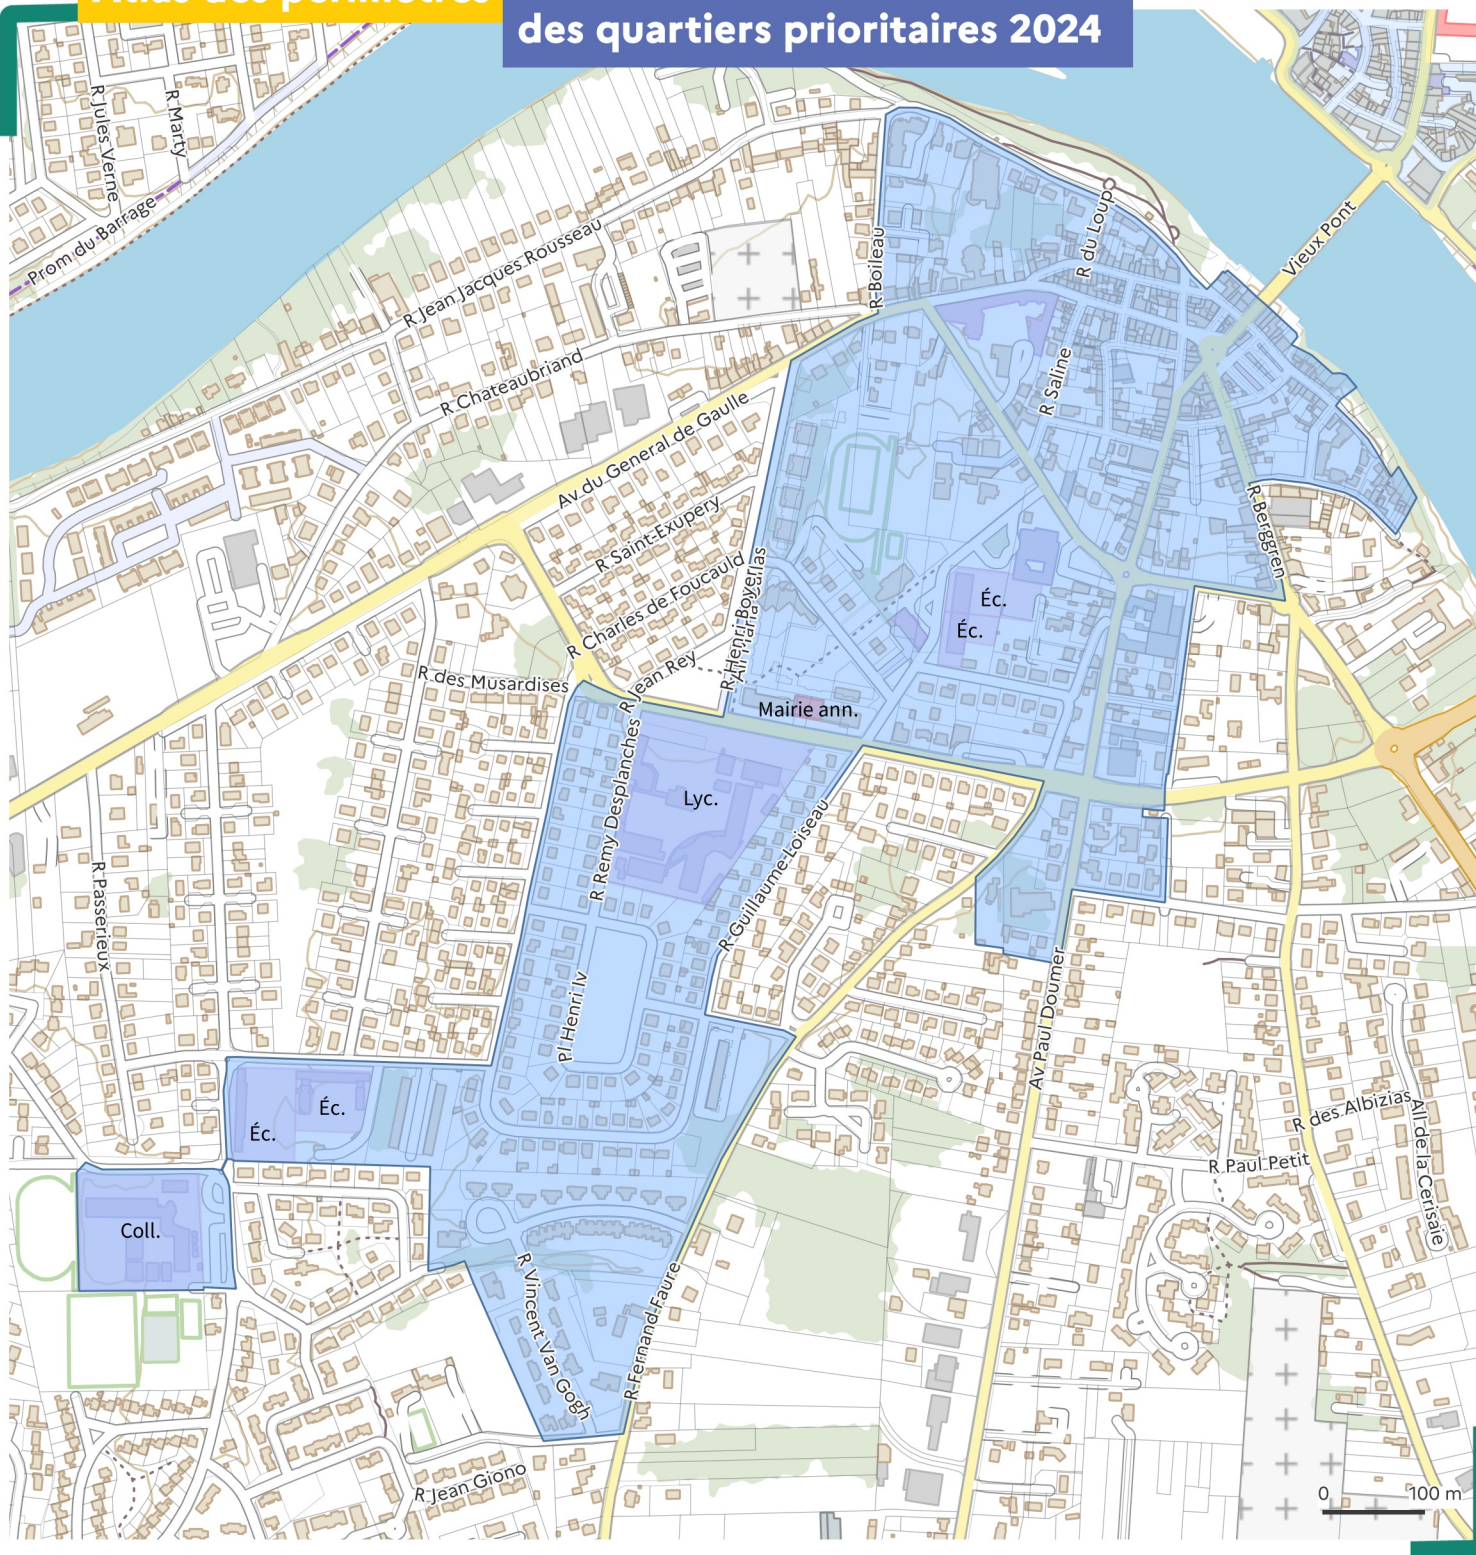 Atlas des périmètres
des quartiers prioritaires 2024
R Jules Verne
R Marty
Prom du Barrage
R Jean Jacques Rousseau
R Chateaubriand
R Boileau
R du Loup
Vieux Pont
R Saline
Av du General de Gaulle
R Saint-Exupery
R Charles de Foucauld
R Jean Rey
R Henri Boyer
R Berggren
Éc.
Éc.
R des Musardises
Mairie ann.
R Remy Desplanches
Lyc.
R Guillaume Loiseau
R Passerieux
Pl Henri Iv
Av Paul Doumer
Éc.
Éc.
R des Albizias
All de la Cerisaie
R Paul Petit
Coll.
R Vincent Van Gogh
R Fernand Faure
R Jean Giono
0 100 m